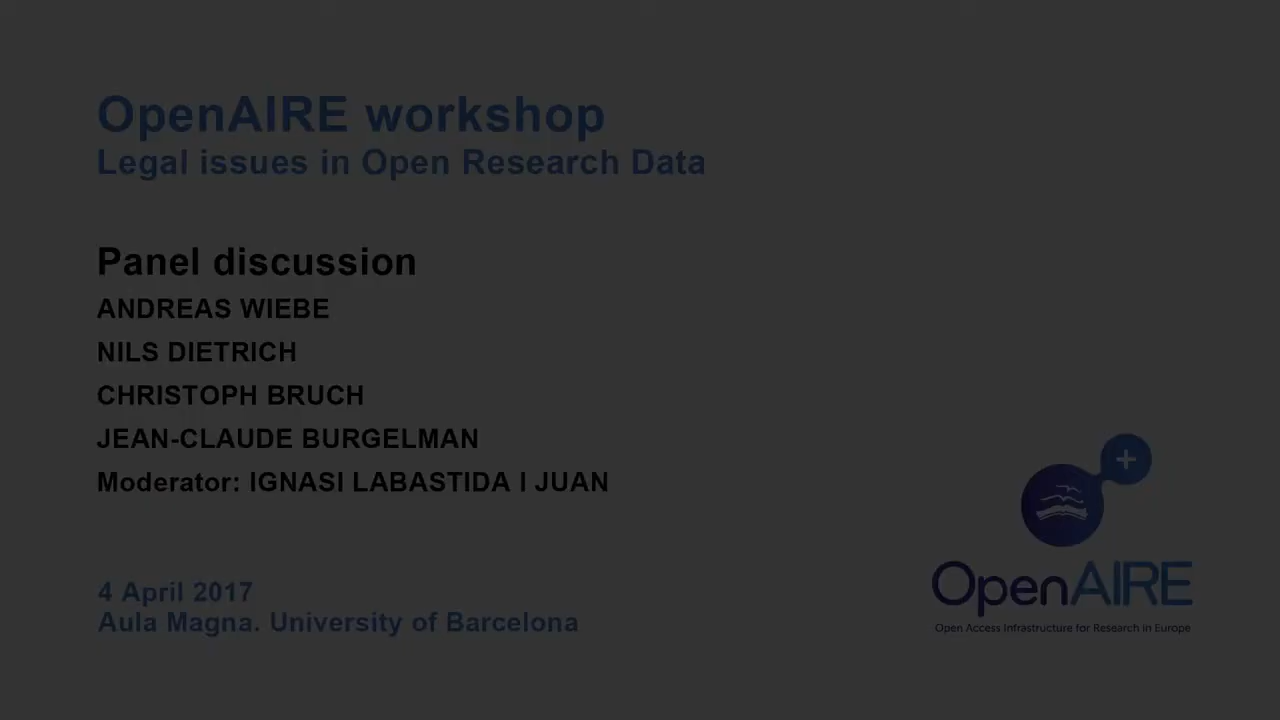 OpenAIRE workshop
Legal issues in Open Research Data
Panel discussion
ANDREAS WIEBE
NILS DIETRICH
CHRISTOPH BRUCH
JEAN-CLAUDE BURGELMAN
Moderator: IGNASI LABASTIDA I JUAN
4 April 2017
Aula Magna. University of Barcelona
OpenAIRE
Open Access Infrastructure for Research in Europe